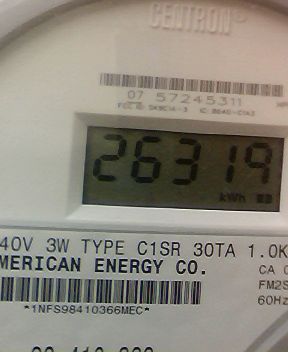 CENTRON
07 57245311
26319
kWh
40V 3W TYPE C1SR 30TA 1.0K
MERICAN ENERGY CO.
CA 0
FM2S
60Hz
*1NFS98410366MEC*